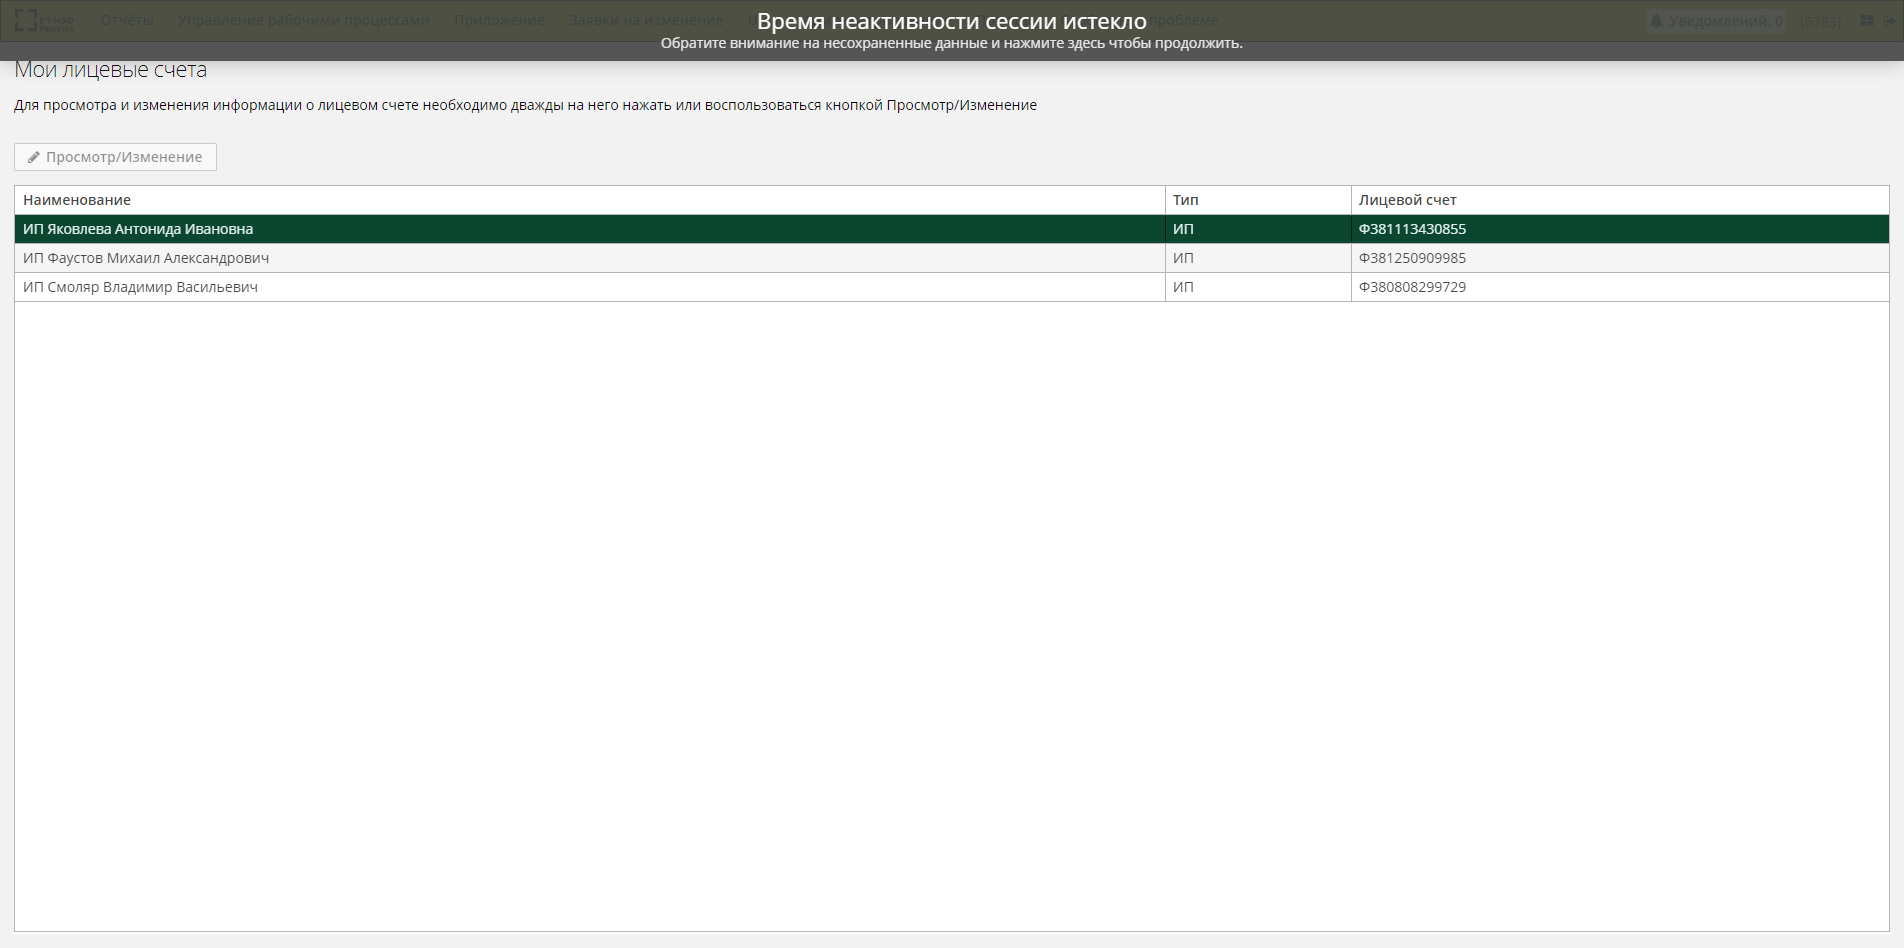 РТ-НЭО
Иркутск
Отчёты Управление рабочими процессами Приложение Заявки на изменение проблеме Уведомлений: 0 [6783]
Время неактивности сессии истекло
Обратите внимание на несохраненные данные и нажмите здесь чтобы продолжить.
Мои лицевые счета
Для просмотра и изменения информации о лицевом счете необходимо дважды на него нажать или воспользоваться кнопкой Просмотр/Изменение
Просмотр/Изменение
Наименование Тип Лицевой счет
ИП Яковлева Антонида Ивановна ИП Ф381113430855
ИП Фаустов Михаил Александрович ИП Ф381250909985
ИП Смоляр Владимир Васильевич ИП Ф380808299729